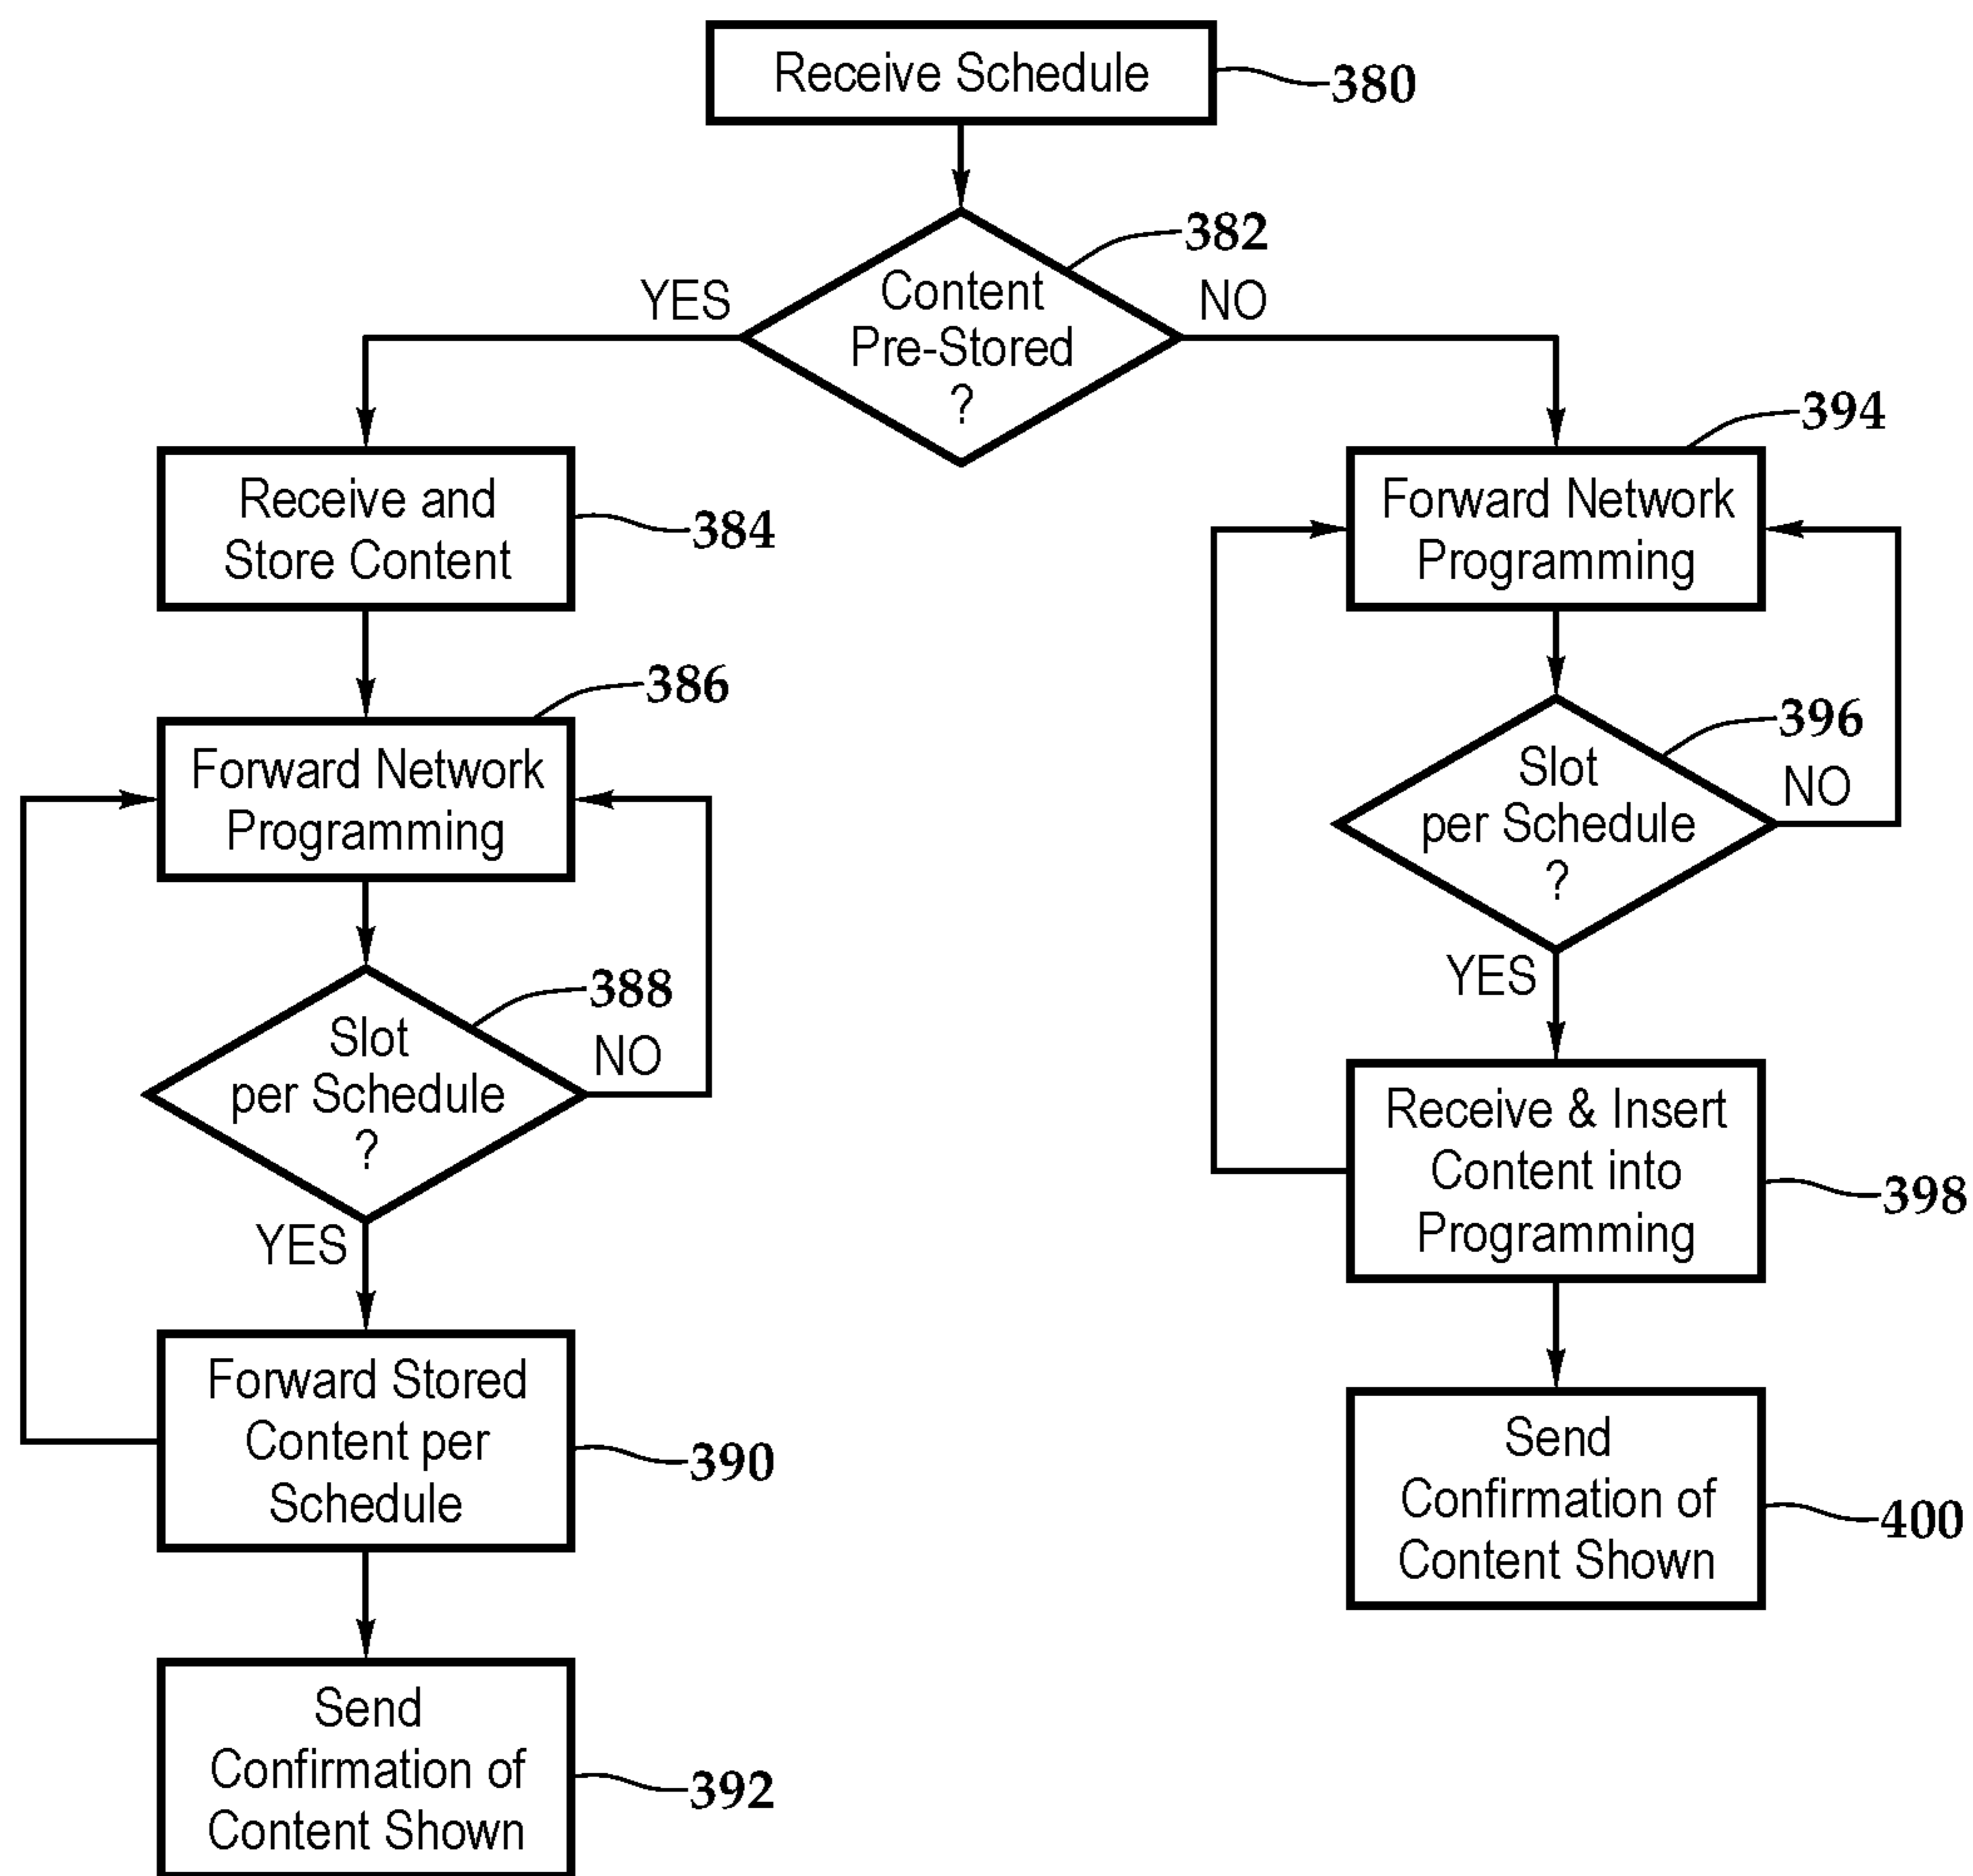 Receive Schedule
380
382
YES
Content
Pre-Stored
?
NO
Receive and
Store Content
384
Forward Network
Programming
386
Slot
per Schedule
?
388
NO
YES
Forward Stored
Content per
Schedule
390
Send
Confirmation of
Content Shown
392
394
Forward Network
Programming
396
Slot
per Schedule
?
NO
YES
Receive & Insert
Content into
Programming
398
Send
Confirmation of
Content Shown
400